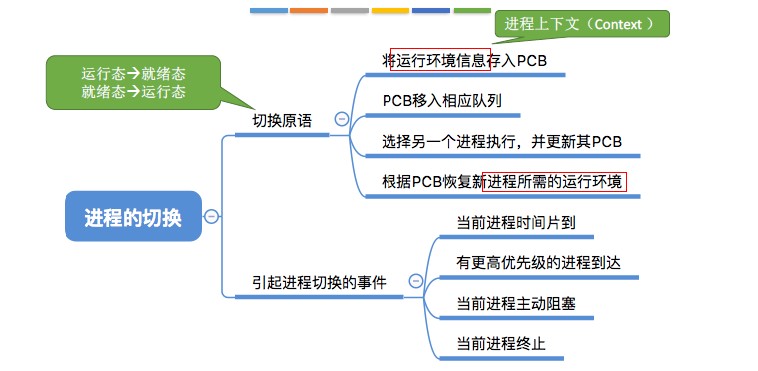 进程上下文（Context ）
将运行环境信息存入PCB
运行态→就绪态
就绪态→运行态
PCB移入相应队列
切换原语
选择另一个进程执行，并更新其PCB
根据PCB恢复新进程所需的运行环境
进程的切换
当前进程时间片到
有更高优先级的进程到达
引起进程切换的事件
当前进程主动阻塞
当前进程终止